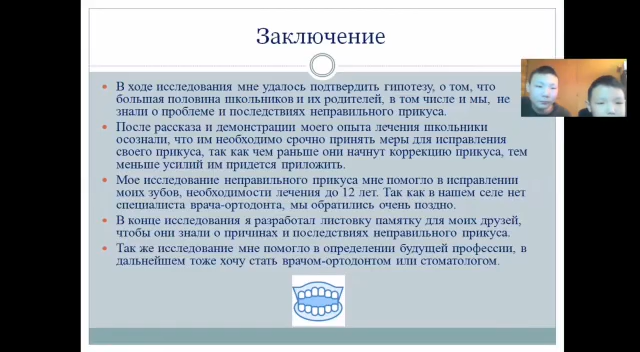 Заключение
В ходе исследования мне удалось подтвердить гипотезу, о том, что
большая половина школьников и их родителей, в том числе и мы, не
знали о проблеме и последствиях неправильного прикуса.
После рассказа и демонстрации моего опыта лечения школьники
осознали, что им необходимо срочно принять меры для исправления
своего прикуса, так как чем раньше они начнут коррекцию прикуса, тем
меньше усилий им придется приложить.
Мое исследование неправильного прикуса мне помогло в исправлении
моих зубов, необходимости лечения до 12 лет. Так как в нашем селе нет
специалиста врача-ортодонта, мы обратились очень поздно.
В конце исследования я разработал листовку памятку для моих друзей,
чтобы они знали о причинах и последствиях неправильного прикуса.
Так же исследование мне помогло в определении будущей профессии, в
дальнейшем тоже хочу стать врачом-ортодонтом или стоматологом.